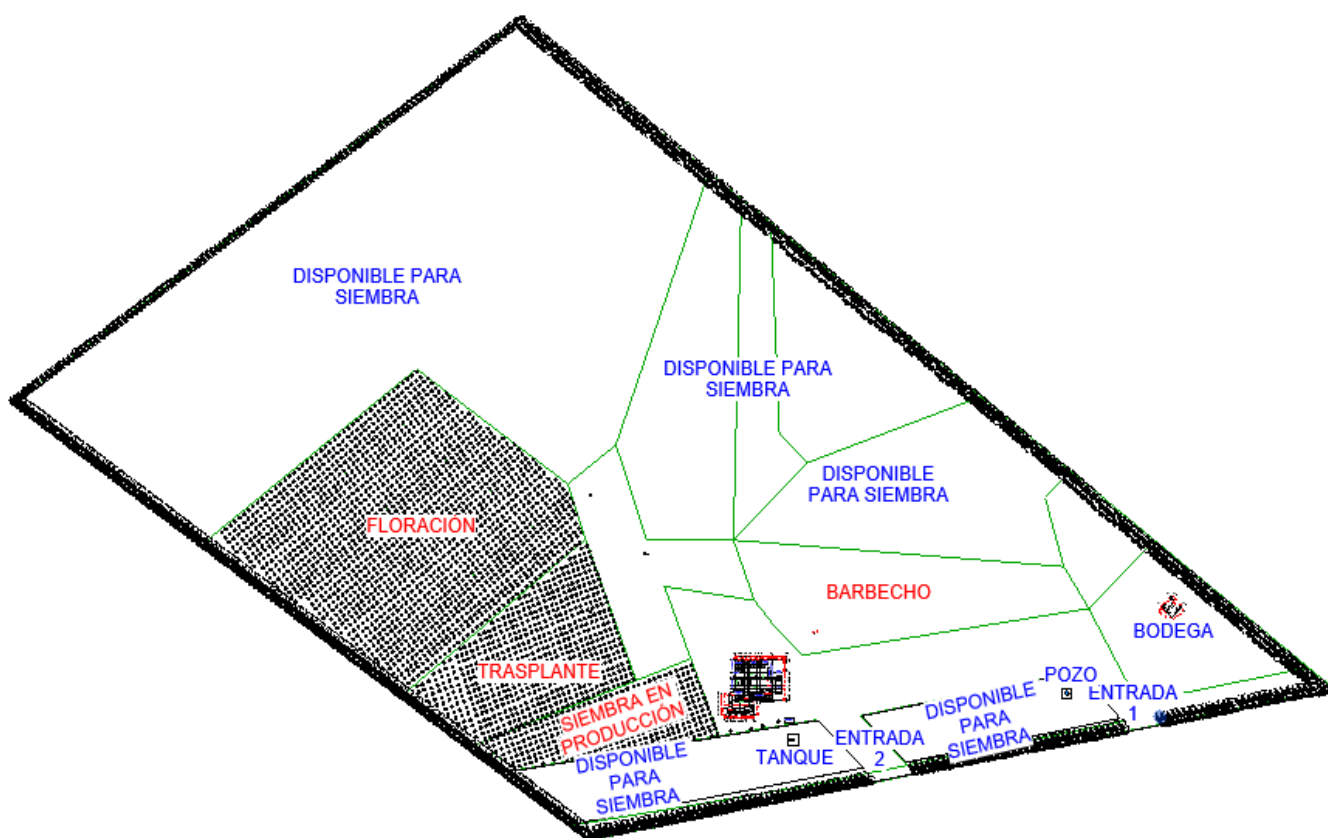 DISPONIBLE PARA
SIEMBRA
DISPONIBLE PARA
SIEMBRA
DISPONIBLE
PARA SIEMBRA
FLORACIÓN
BARBECHO
TRASPLANTE
BODEGA
SIEMBRA EN
PRODUCCIÓN
POZO
ENTRADA
1
DISPONIBLE
PARA
SIEMBRA
ENTRADA
2
TANQUE
DISPONIBLE
PARA
SIEMBRA